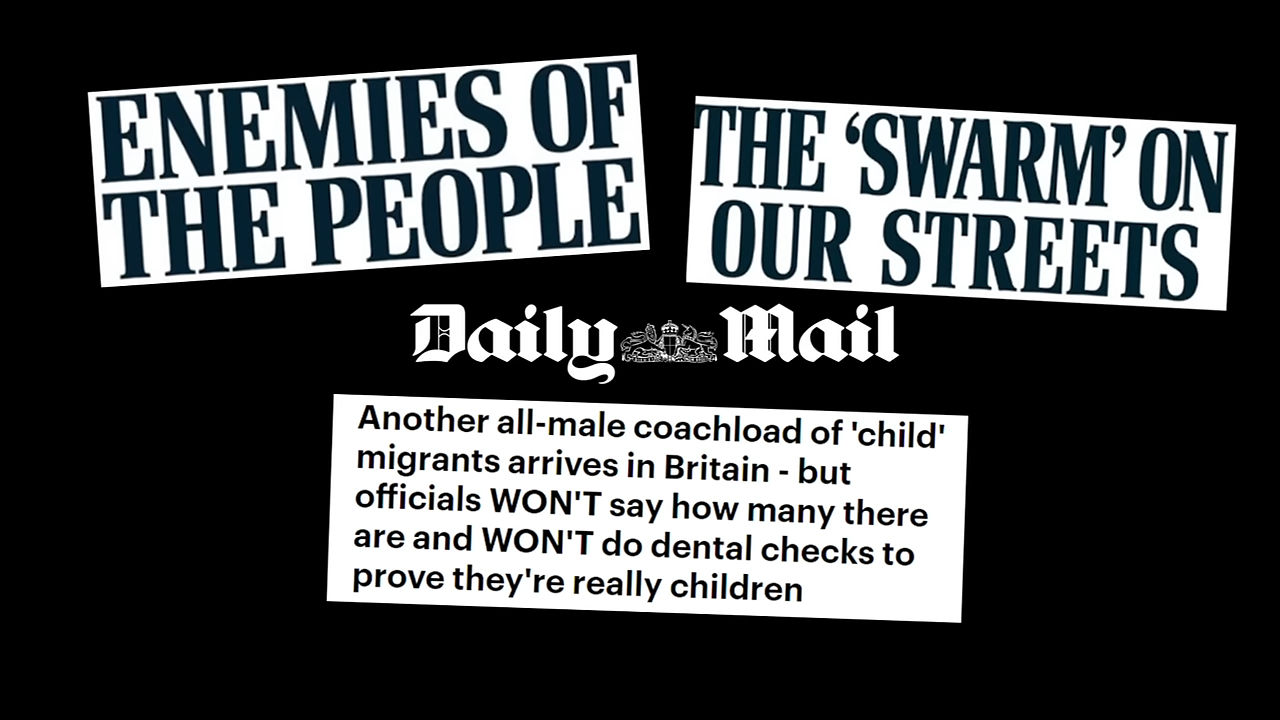 ENEMIES OF
THE PEOPLE
THE ‘SWARM’ ON
OUR STREETS
Daily Mail
Another all-male coachload of 'child'
migrants arrives in Britain - but
officials WON'T say how many there
are and WON'T do dental checks to
prove they're really children